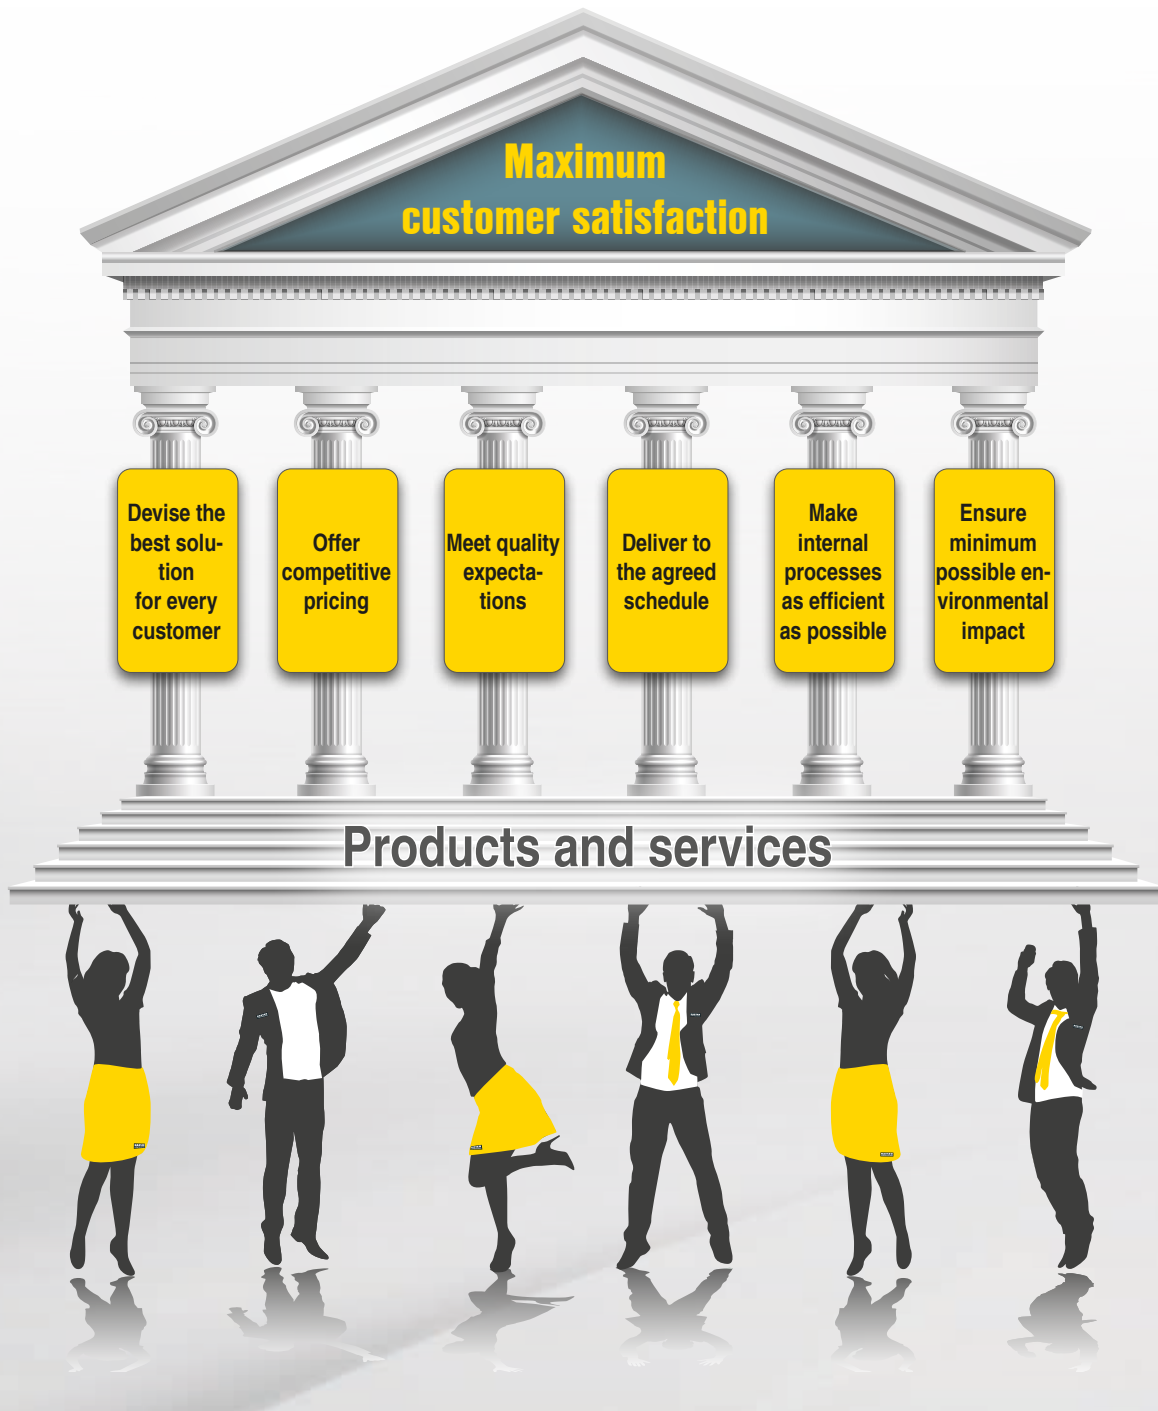 Maximum
customer satisfaction
Devise the
best solu-
tion
for every
customer
Offer
competitive
pricing
Meet quality
expecta-
tions
Deliver to
the agreed
schedule
Make
internal
processes
as efficient
as possible
Ensure
minimum
possible en-
vironmental
impact
Products and services